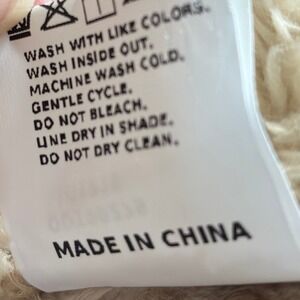 WASH WITH LIKE COLORS.
WASH INSIDE OUT.
MACHINE WASH COLD.
GENTLE CYCLE.
DO NOT BLEACH.
LINE DRY IN SHADE.
DO NOT DRY CLEAN.
MADE IN CHINA